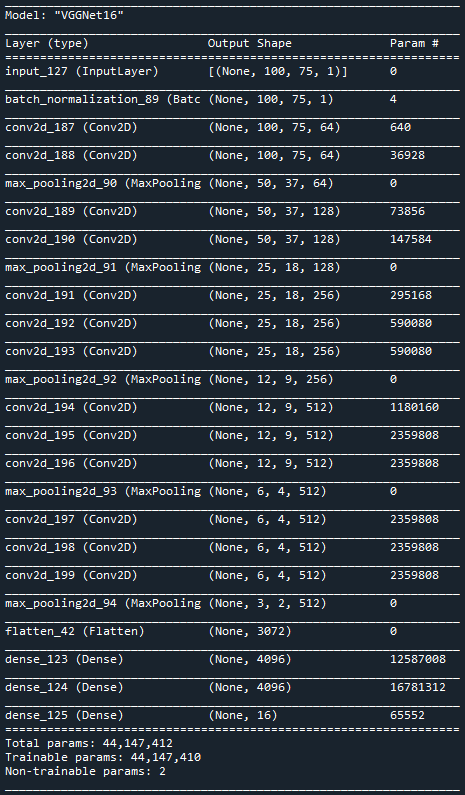 Model: "VGGNet16"
Layer (type) Output Shape Param #
input_127 (InputLayer) [(None, 100, 75, 1)] 0
batch_normalization_89 (Batc (None, 100, 75, 1) 4
conv2d_187 (Conv2D) (None, 100, 75, 64) 640
conv2d_188 (Conv2D) (None, 100, 75, 64) 36928
max_pooling2d_90 (MaxPooling (None, 50, 37, 64) 0
conv2d_189 (Conv2D) (None, 50, 37, 128) 73856
conv2d_190 (Conv2D) (None, 50, 37, 128) 147584
max_pooling2d_91 (MaxPooling (None, 25, 18, 128) 0
conv2d_191 (Conv2D) (None, 25, 18, 256) 295168
conv2d_192 (Conv2D) (None, 25, 18, 256) 590080
conv2d_193 (Conv2D) (None, 25, 18, 256) 590080
max_pooling2d_92 (MaxPooling (None, 12, 9, 256) 0
conv2d_194 (Conv2D) (None, 12, 9, 512) 1180160
conv2d_195 (Conv2D) (None, 12, 9, 512) 2359808
conv2d_196 (Conv2D) (None, 12, 9, 512) 2359808
max_pooling2d_93 (MaxPooling (None, 6, 4, 512) 0
conv2d_197 (Conv2D) (None, 6, 4, 512) 2359808
conv2d_198 (Conv2D) (None, 6, 4, 512) 2359808
conv2d_199 (Conv2D) (None, 6, 4, 512) 2359808
max_pooling2d_94 (MaxPooling (None, 3, 2, 512) 0
flatten_42 (Flatten) (None, 3072) 0
dense_123 (Dense) (None, 4096) 12587008
dense_124 (Dense) (None, 4096) 16781312
dense_125 (Dense) (None, 16) 65552
Total params: 44,147,412
Trainable params: 44,147,410
Non-trainable params: 2